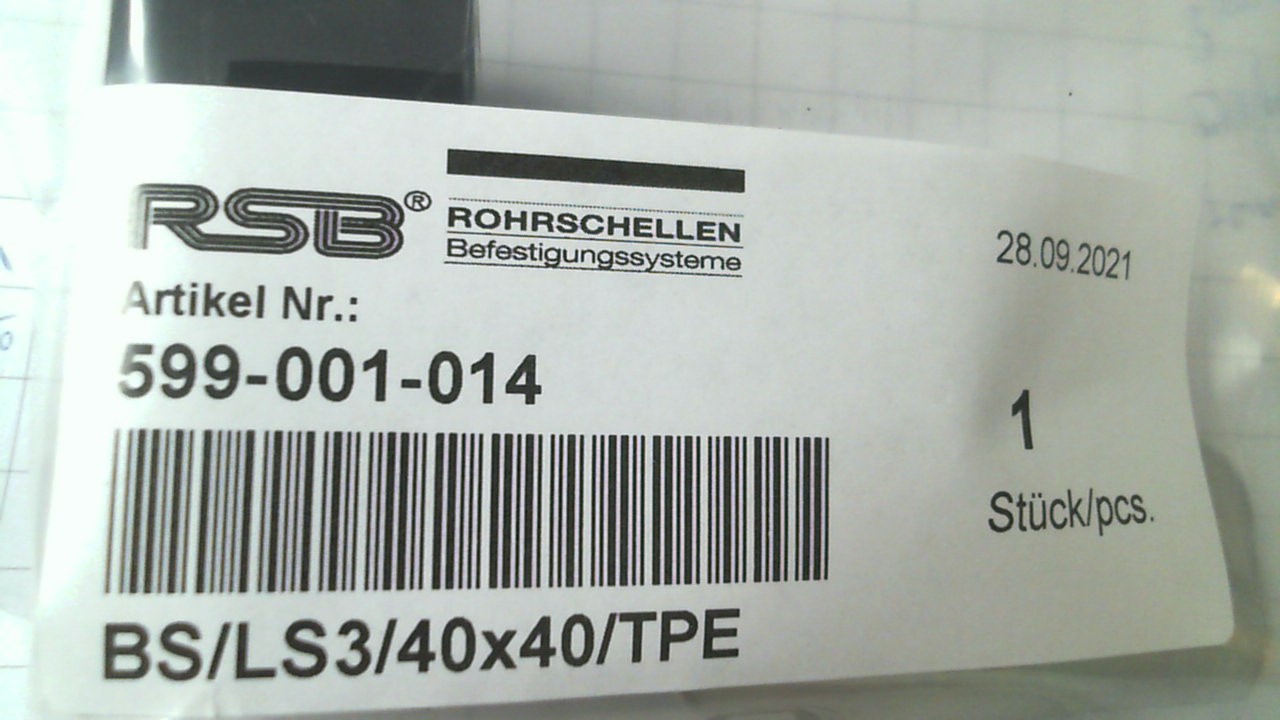 RSB®
ROHRSCHELLEN
Befestigungssysteme
28.09.2021
Artikel Nr.:
599-001-014
1
Stück/pcs.
BS/LS3/40x40/TPE